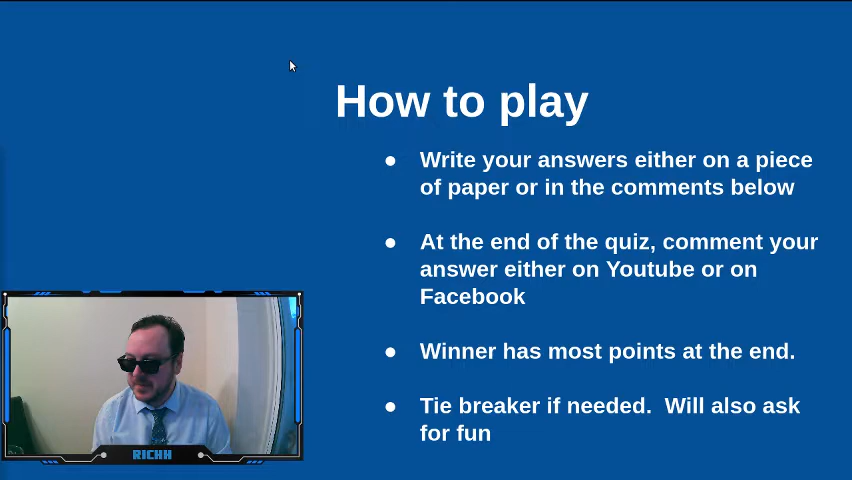 How to play
● Write your answers either on a piece
of paper or in the comments below
● At the end of the quiz, comment your
answer either on Youtube or on
Facebook
● Winner has most points at the end.
● Tie breaker if needed.  Will also ask
for fun
RICHH